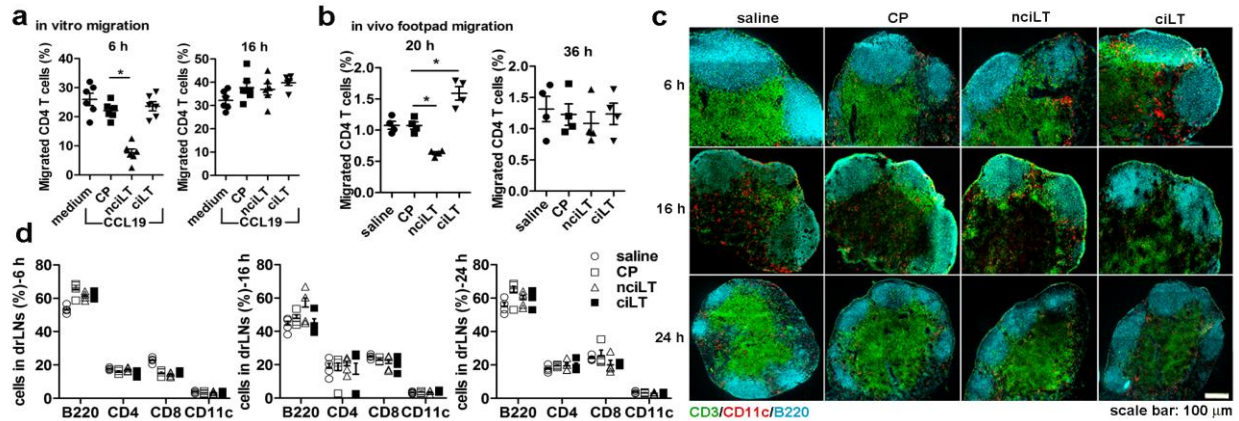 a
in vitro migration
6 h
16 h
Migrated CD4 T cells (%)
40
30
20
10
0
*
medium
CP
nciLT
ciLT
CCL19
Migrated CD4 T cells (%)
50
40
30
20
10
0
medium
CP
nciLT
ciLT
CCL19
b
in vivo footpad migration
20 h
36 h
Migrated CD4 T cells (%)
2.0
1.5
1.0
0.5
0.0
*
*
saline
CP
nciLT
ciLT
Migrated CD4 T cells (%)
2.0
1.5
1.0
0.5
0.0
saline
CP
nciLT
ciLT
c
saline CP nciLT ciLT
6 h
16 h
24 h
CD3/CD11c/B220
scale bar: 100 μm
d
cells in drLNs (%)-6 h
80
60
40
20
0
B220 CD4 CD8 CD11c
cells in drLNs (%)-16 h
80
60
40
20
0
B220 CD4 CD8 CD11c
cells in drLNs (%)-24 h
80
60
40
20
0
B220 CD4 CD8 CD11c
saline
CP
nciLT
ciLT